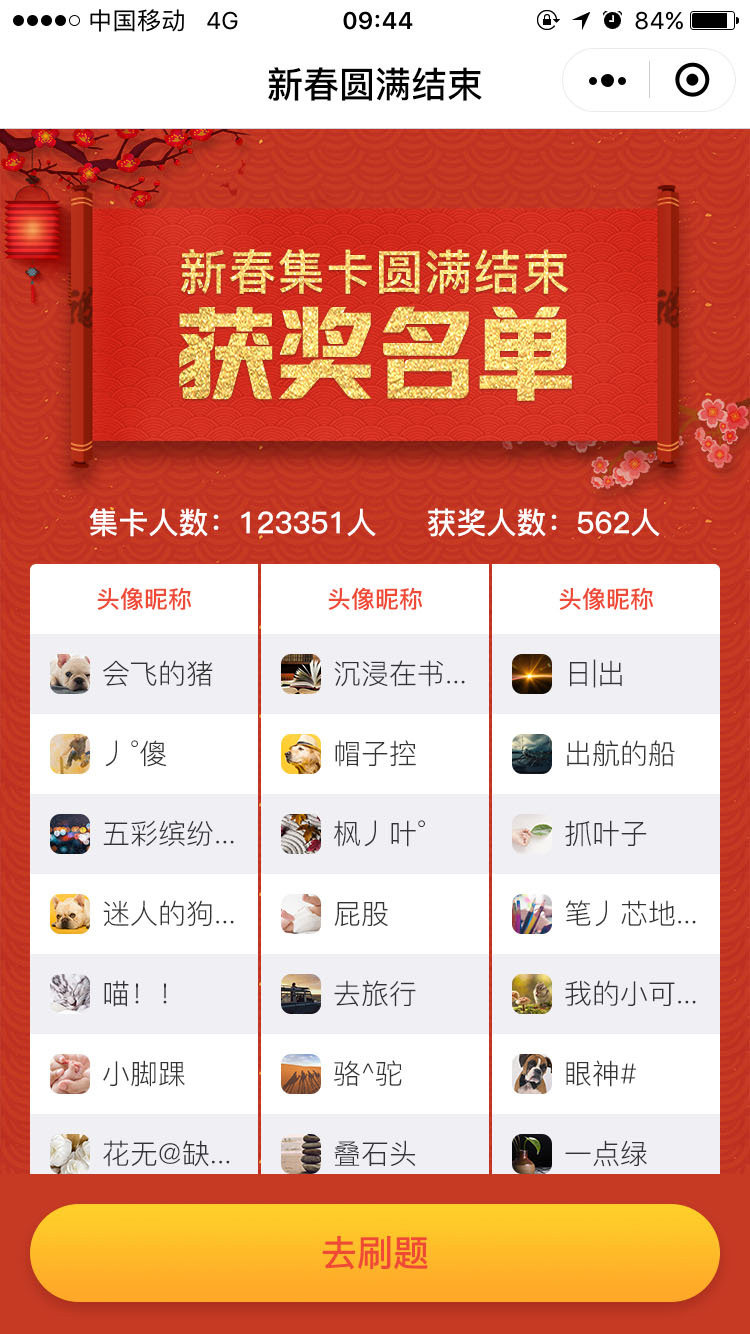 中国移动 4G 09:44 84%
新春圆满结束
新春集卡圆满结束
获奖名单
集卡人数：123351人 获奖人数：562人
头像昵称 头像昵称 头像昵称
会飞的猪 沉浸在书... 日|出
丿°傻 帽子控 出航的船
五彩缤纷... 枫丿叶° 抓叶子
迷人的狗... 屁股 笔丿芯地...
喵！！ 去旅行 我的小可...
小脚踝 骆^驼 眼神#
花无@缺... 叠石头 一点绿
去刷题